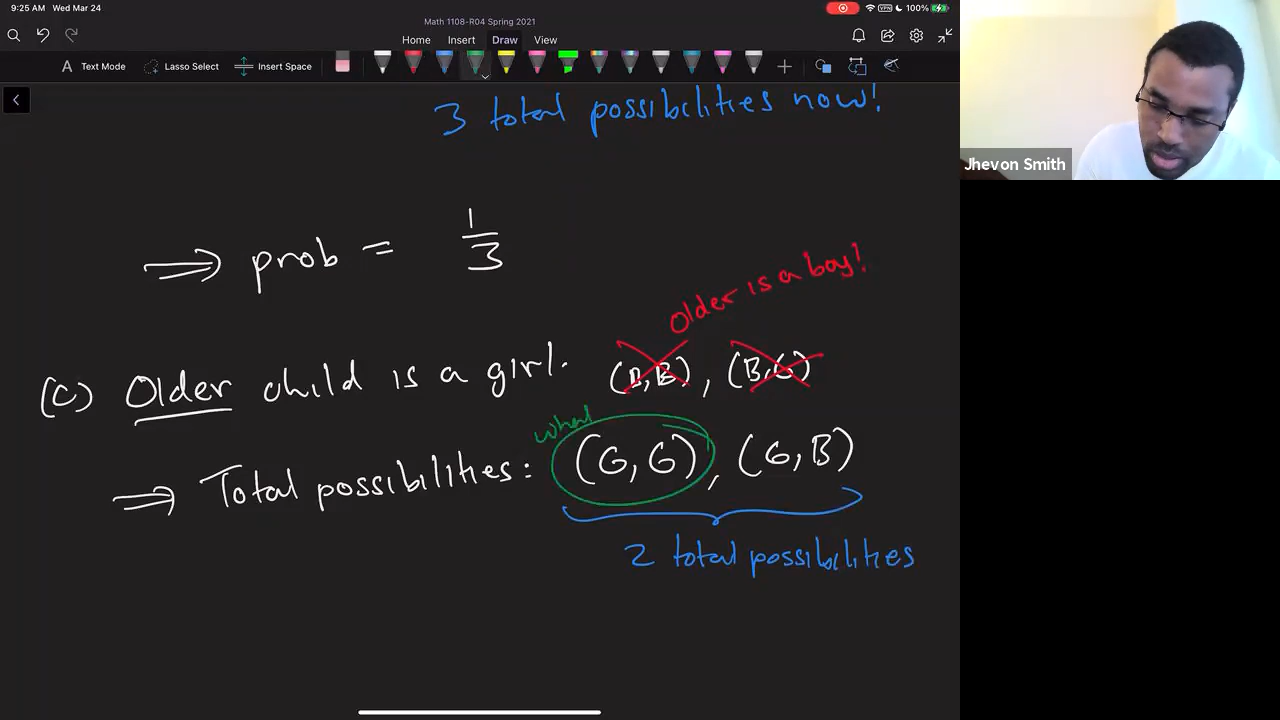 9:25 AM Wed Mar 24
100%
Math 1108-R04 Spring 2021
Home Insert Draw View
Text Mode Lasso Select Insert Space
3 total possibilities now!
Jhevon Smith
⟹ prob = 1/3
Older is a boy!
(C) Older child is a girl. (B,B), (B,G)
what
⟹ Total possibilities: (G,G), (G,B)
2 total possibilities